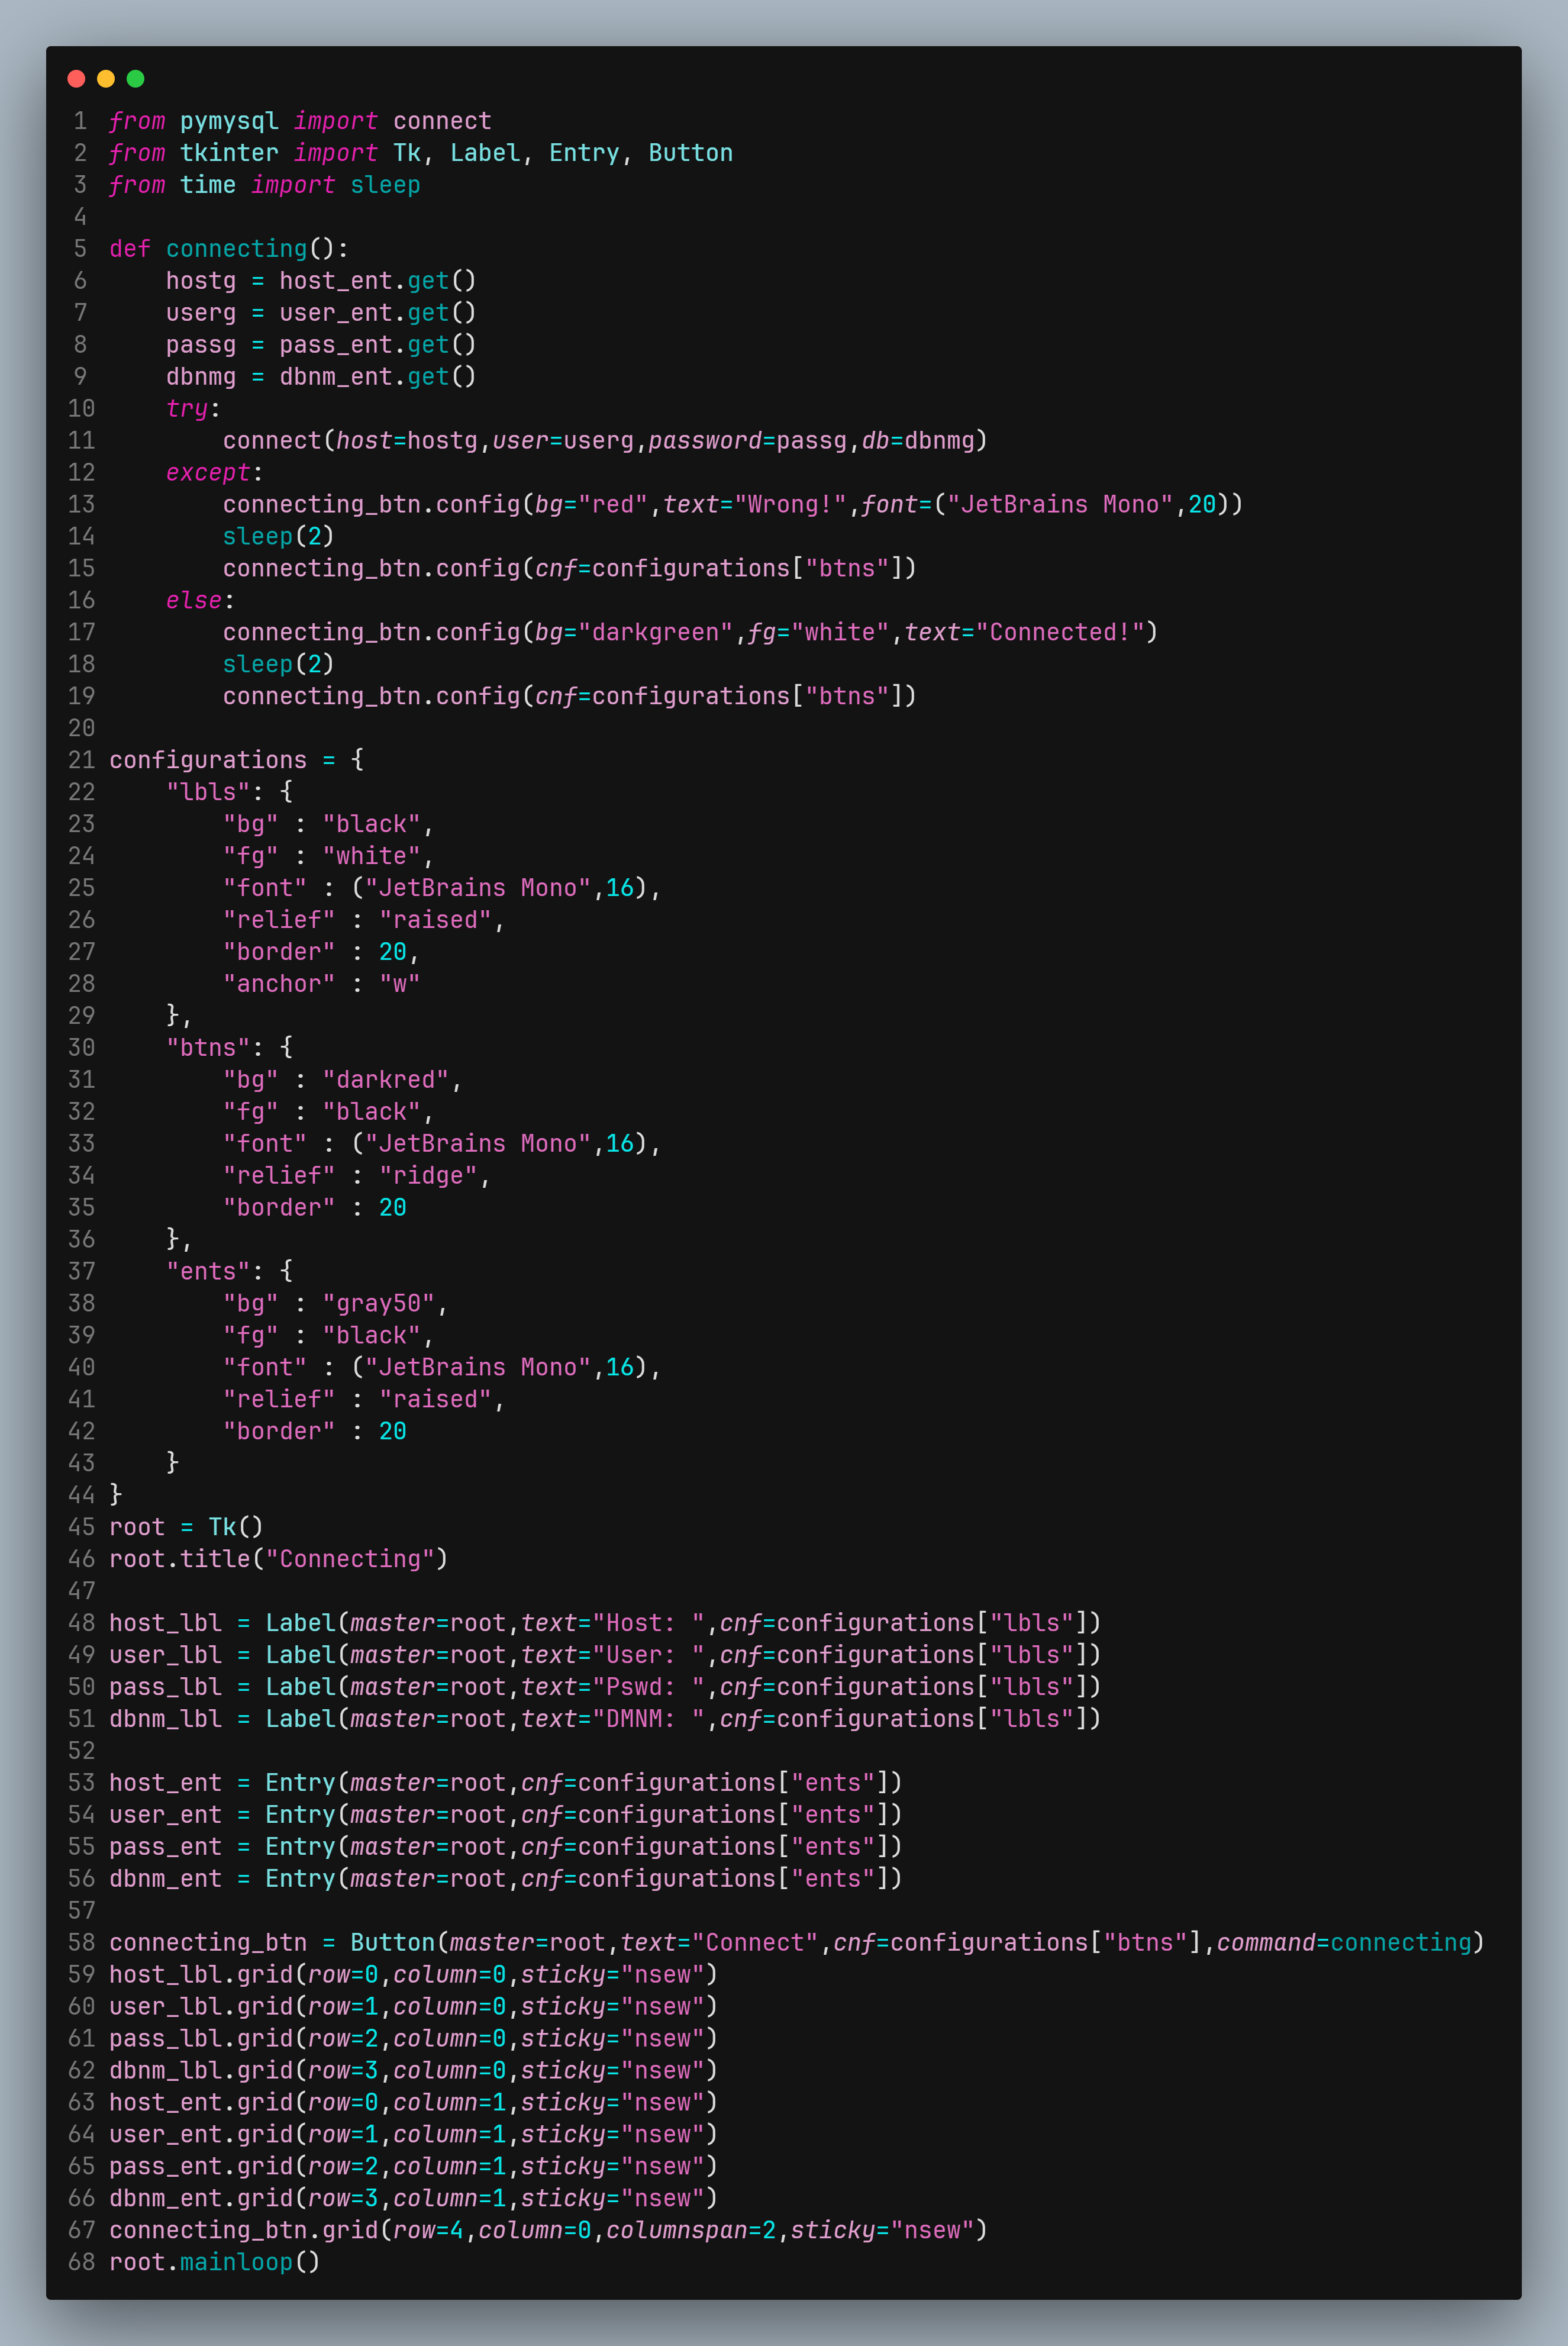 1 from pymysql import connect
2 from tkinter import Tk, Label, Entry, Button
3 from time import sleep
4
5 def connecting():
6     hostg = host_ent.get()
7     userg = user_ent.get()
8     passg = pass_ent.get()
9     dbnmg = dbnm_ent.get()
10     try:
11         connect(host=hostg,user=userg,password=passg,db=dbnmg)
12     except:
13         connecting_btn.config(bg="red",text="Wrong!",font=("JetBrains Mono",20))
14         sleep(2)
15         connecting_btn.config(cnf=configurations["btns"])
16     else:
17         connecting_btn.config(bg="darkgreen",fg="white",text="Connected!")
18         sleep(2)
19         connecting_btn.config(cnf=configurations["btns"])
20
21 configurations = {
22     "lbls": {
23         "bg" : "black",
24         "fg" : "white",
25         "font" : ("JetBrains Mono",16),
26         "relief" : "raised",
27         "border" : 20,
28         "anchor" : "w"
29     },
30     "btns": {
31         "bg" : "darkred",
32         "fg" : "black",
33         "font" : ("JetBrains Mono",16),
34         "relief" : "ridge",
35         "border" : 20
36     },
37     "ents": {
38         "bg" : "gray50",
39         "fg" : "black",
40         "font" : ("JetBrains Mono",16),
41         "relief" : "raised",
42         "border" : 20
43     }
44 }
45 root = Tk()
46 root.title("Connecting")
47
48 host_lbl = Label(master=root,text="Host: ",cnf=configurations["lbls"])
49 user_lbl = Label(master=root,text="User: ",cnf=configurations["lbls"])
50 pass_lbl = Label(master=root,text="Pswd: ",cnf=configurations["lbls"])
51 dbnm_lbl = Label(master=root,text="DMNM: ",cnf=configurations["lbls"])
52
53 host_ent = Entry(master=root,cnf=configurations["ents"])
54 user_ent = Entry(master=root,cnf=configurations["ents"])
55 pass_ent = Entry(master=root,cnf=configurations["ents"])
56 dbnm_ent = Entry(master=root,cnf=configurations["ents"])
57
58 connecting_btn = Button(master=root,text="Connect",cnf=configurations["btns"],command=connecting)
59 host_lbl.grid(row=0,column=0,sticky="nsew")
60 user_lbl.grid(row=1,column=0,sticky="nsew")
61 pass_lbl.grid(row=2,column=0,sticky="nsew")
62 dbnm_lbl.grid(row=3,column=0,sticky="nsew")
63 host_ent.grid(row=0,column=1,sticky="nsew")
64 user_ent.grid(row=1,column=1,sticky="nsew")
65 pass_ent.grid(row=2,column=1,sticky="nsew")
66 dbnm_ent.grid(row=3,column=1,sticky="nsew")
67 connecting_btn.grid(row=4,column=0,columnspan=2,sticky="nsew")
68 root.mainloop()